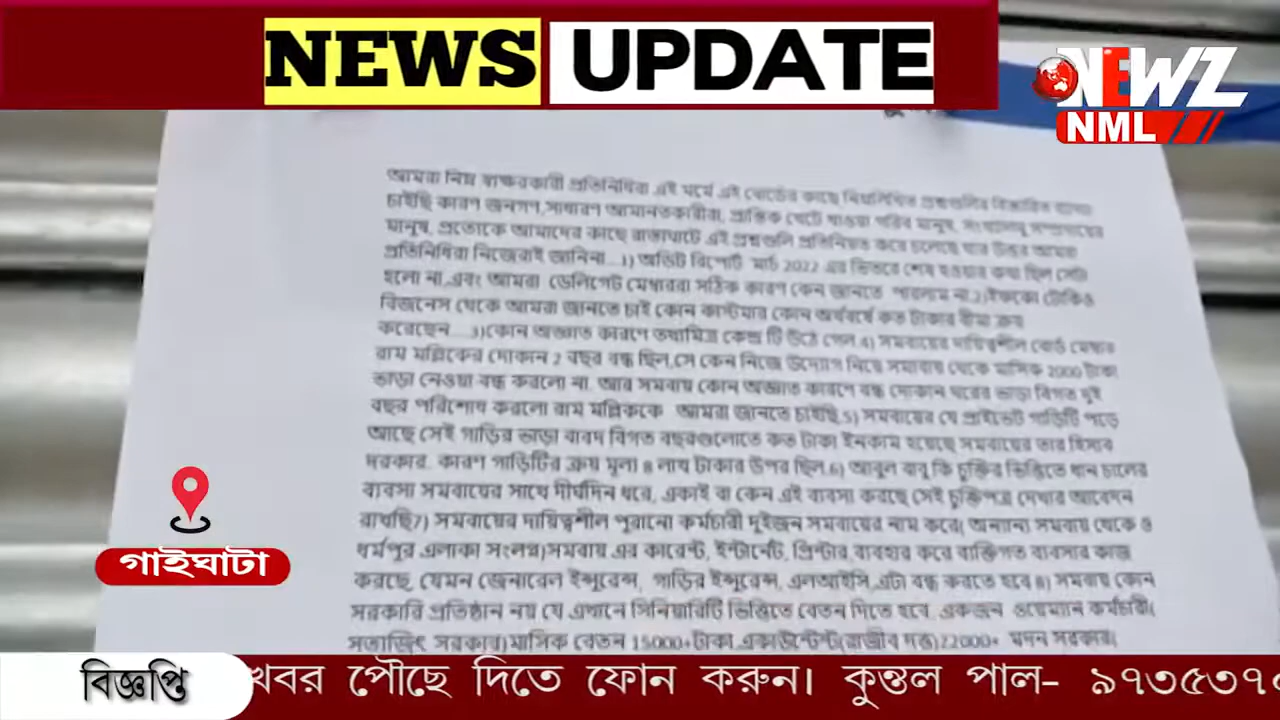 NEWS UPDATE
NEWZ
NML
আমরা নিম্ন স্বাক্ষরকারী প্রতিনিধিরা এই মর্মে এই বোর্ডের কাছে নিম্নলিখিত প্রশ্নগুলির বিস্তারিত
চাইছি কারণ জনগণ,সাধারণ আমানতকারীরা, প্রান্তিক খেটে খাওয়া গরিব মানুষ, সংখ্যালঘু সম্প্রদায়ের
মানুষ, প্রত্যেকে আমাদের কাছে রাস্তাঘাটে এই প্রশ্নগুলি প্রতিনিয়ত করে চলেছে যার উত্তর আমরা
প্রতিনিধিরা নিজেরাই জানিনা...1) অডিট রিপোর্ট মার্চ 2022 এর ভিতরে শেষ হওয়ার কথা ছিল সেটা
হলো না,এবং আমরা ডেলিগেট মেম্বাররা সঠিক কারণ কেন জানতে পারলাম না.2)ইফকো টোকিও
বিজনেস থেকে আমরা জানতে চাই কোন কাস্টমার কোন অর্থবর্ষে কত টাকার বীমা ক্রয়
করেছেন....3)কোন অজ্ঞাত কারণে তথ্যমিত্র কেন্দ্র টি উঠে গেল.4) সমবায়ের দায়িত্বশীল বোর্ড মেম্বার
রাম মল্লিকের দোকান 2 বছর বন্ধ ছিল,সে কেন নিজে উদ্যোগ নিয়ে সমবায় থেকে মাসিক 2000 টাকা
ভাড়া নেওয়া বন্ধ করলো না. আর সমবায় কোন অজ্ঞাত কারণে বন্ধ দোকান ঘরের ভাড়া বিগত দুই
বছর পরিশোধ করলো রাম মল্লিককে আমরা জানতে চাইছি.5) সমবায়ের যে প্রাইভেট গাড়িটি পড়ে
আছে সেই গাড়ির ভাড়া বাবদ বিগত বছরগুলোতে কত টাকা ইনকাম হয়েছে সমবায়ের তার হিসাব
দরকার. কারণ গাড়িটির ক্রয় মূল্য ৪ লাখ টাকার উপর ছিল.6) আবুল বাবু কি চুক্তির ভিত্তিতে ধান চালের
ব্যবসা সমবায়ের সাথে দীর্ঘদিন ধরে, একাই বা কেন এই ব্যবসা করছে সেই চুক্তিপত্র দেখার আবেদন
রাখছি7) সমবায়ের দায়িত্বশীল পুরানো কর্মচারী দুইজন সমবায়ের নাম করে( অন্যান্য সমবায় থেকে ও
ধর্মপুর এলাকা সংলগ্ন)সমবায় এর কারেন্ট, ইন্টারনেট, প্রিন্টার ব্যবহার করে ব্যক্তিগত ব্যবসার কাজ
করছে, যেমন জেনারেল ইন্সুরেন্স, গাড়ির ইন্সুরেন্স, এলআইসি,এটা বন্ধ করতে হবে 8) সমবায় কোন
সরকারি প্রতিষ্ঠান নয় যে এখানে সিনিয়ারিটি ভিত্তিতে বেতন দিতে হবে. একজন ওয়েম্যান কর্মচারী(
সত্যজিৎ সরকার)মাসিক বেতন 15000+টাকা,একাউন্টেন্ট(রাজীব দত্ত)22000+ মদন সরকার(
গাইঘাটা
বিজ্ঞপ্তি
খবর পৌছে দিতে ফোন করুন। কুন্তল পাল- ৯৭৩৫৩৭